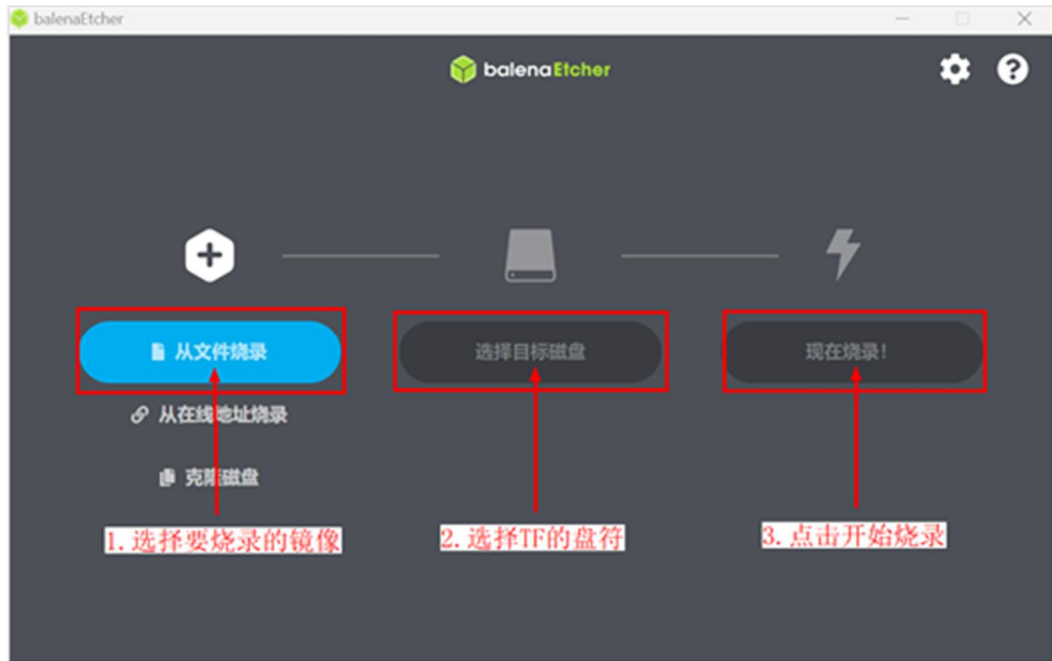 balenaEtcher
balenaEtcher
从文件烧录
选择目标磁盘
现在烧录!
从在线地址烧录
克隆磁盘
1.选择要烧录的镜像
2.选择TF的盘符
3.点击开始烧录